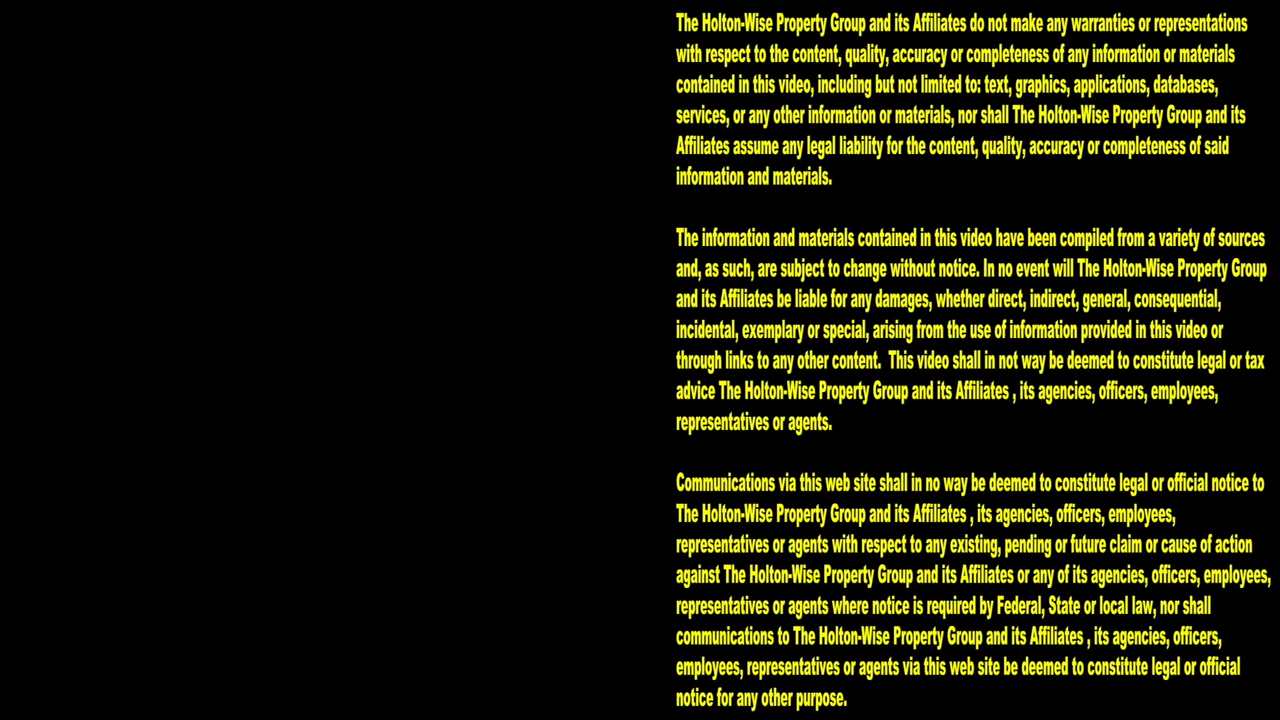 The Holton-Wise Property Group and its Affiliates do not make any warranties or representations
with respect to the content, quality, accuracy or completeness of any information or materials
contained in this video, including but not limited to: text, graphics, applications, databases,
services, or any other information or materials, nor shall The Holton-Wise Property Group and its
Affiliates assume any legal liability for the content, quality, accuracy or completeness of said
information and materials.
The information and materials contained in this video have been compiled from a variety of sources
and, as such, are subject to change without notice. In no event will The Holton-Wise Property Group
and its Affiliates be liable for any damages, whether direct, indirect, general, consequential,
incidental, exemplary or special, arising from the use of information provided in this video or
through links to any other content.  This video shall in not way be deemed to constitute legal or tax
advice The Holton-Wise Property Group and its Affiliates , its agencies, officers, employees,
representatives or agents.
Communications via this web site shall in no way be deemed to constitute legal or official notice to
The Holton-Wise Property Group and its Affiliates , its agencies, officers, employees,
representatives or agents with respect to any existing, pending or future claim or cause of action
against The Holton-Wise Property Group and its Affiliates or any of its agencies, officers, employees,
representatives or agents where notice is required by Federal, State or local law, nor shall
communications to The Holton-Wise Property Group and its Affiliates , its agencies, officers,
employees, representatives or agents via this web site be deemed to constitute legal or official
notice for any other purpose.